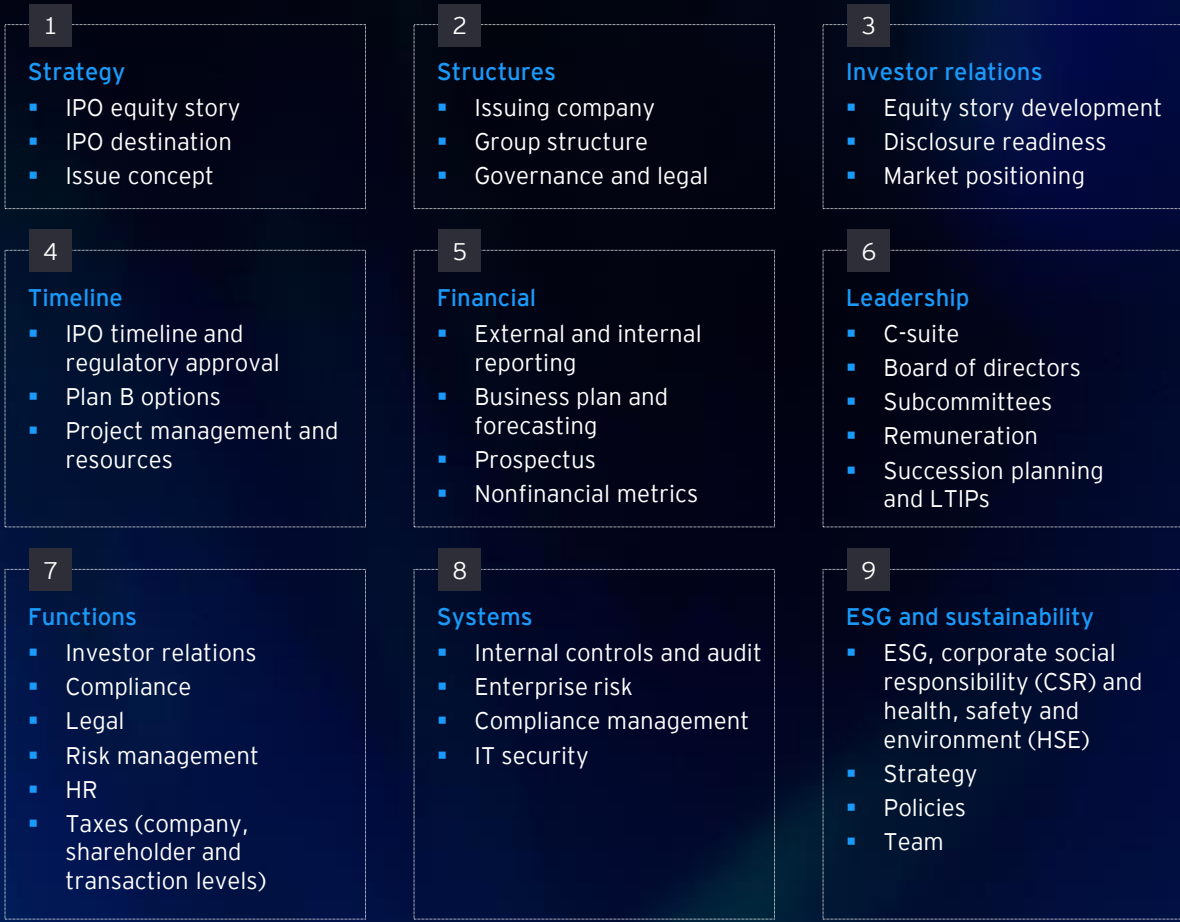 1
Strategy
▪ IPO equity story
▪ IPO destination
▪ Issue concept
2
Structures
▪ Issuing company
▪ Group structure
▪ Governance and legal
3
Investor relations
▪ Equity story development
▪ Disclosure readiness
▪ Market positioning
4
Timeline
▪ IPO timeline and
regulatory approval
▪ Plan B options
▪ Project management and
resources
5
Financial
▪ External and internal
reporting
▪ Business plan and
forecasting
▪ Prospectus
▪ Nonfinancial metrics
6
Leadership
▪ C-suite
▪ Board of directors
▪ Subcommittees
▪ Remuneration
▪ Succession planning
and LTIPs
7
Functions
▪ Investor relations
▪ Compliance
▪ Legal
▪ Risk management
▪ HR
▪ Taxes (company,
shareholder and
transaction levels)
8
Systems
▪ Internal controls and audit
▪ Enterprise risk
▪ Compliance management
▪ IT security
9
ESG and sustainability
▪ ESG, corporate social
responsibility (CSR) and
health, safety and
environment (HSE)
▪ Strategy
▪ Policies
▪ Team